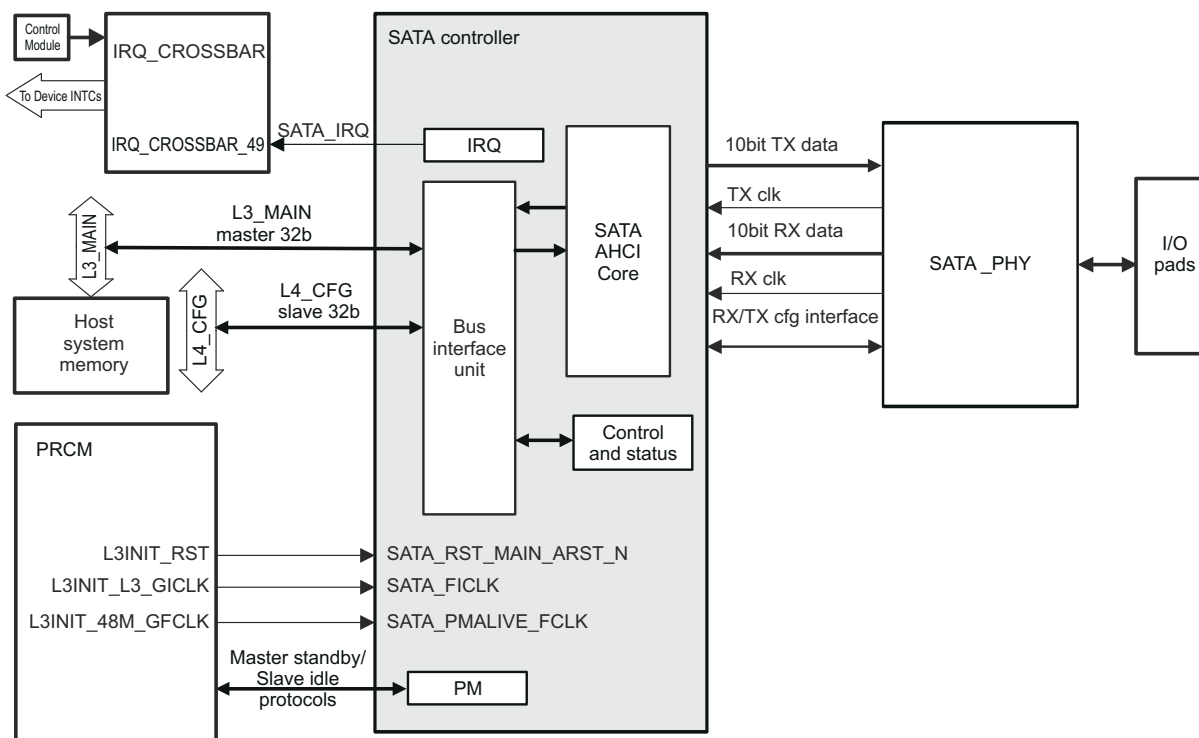 Control
Module
IRQ_CROSSBAR
To Device INTCs
IRQ_CROSSBAR_49
SATA_IRQ
SATA controller
IRQ
L3_MAIN
L3_MAIN
master 32b
Host
system
memory
L4_CFG
L4_CFG
slave 32b
Bus
interface
unit
SATA
AHCI
Core
Control
and status
10bit TX data
TX clk
10bit RX data
RX clk
RX/TX cfg interface
SATA _PHY
I/O
pads
PRCM
L3INIT_RST
SATA_RST_MAIN_ARST_N
L3INIT_L3_GICLK
SATA_FICLK
L3INIT_48M_GFCLK
SATA_PMALIVE_FCLK
Master standby/
Slave idle
protocols
PM